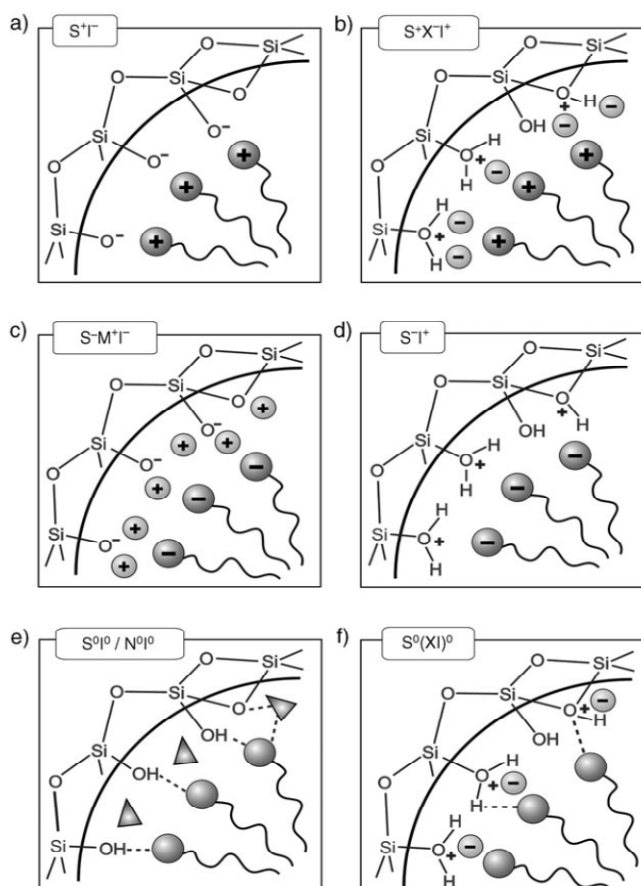 a) S⁺I⁻
Si
O
Si
O
O
O⁻
Si
+
O
O⁻
+
Si
O⁻
+
b) S⁺X⁻I⁺
Si
O
Si
O
O H
+
−
−
OH
Si
H
O +
H
−
+
O
+
H
−
Si
O +
H
−
+
c) S⁻M⁺I⁻
Si
O
Si
O
O
+
O⁻
+
+
Si
−
O
O⁻
+
−
Si
O⁻
+
−
+
d) S⁻I⁺
Si
O
Si
O
O
+
H
OH
Si
H
O +
H
−
O
−
H
Si
O +
H
−
e) S⁰I⁰ / N⁰I⁰
Si
O
Si
O
O
OH
Si
OH
O
Si
OH
f) S⁰(XI)⁰
Si
O
Si
O
O
+
−
H
OH
Si
H
O
+
−
H
O
H
Si
O +
−
H